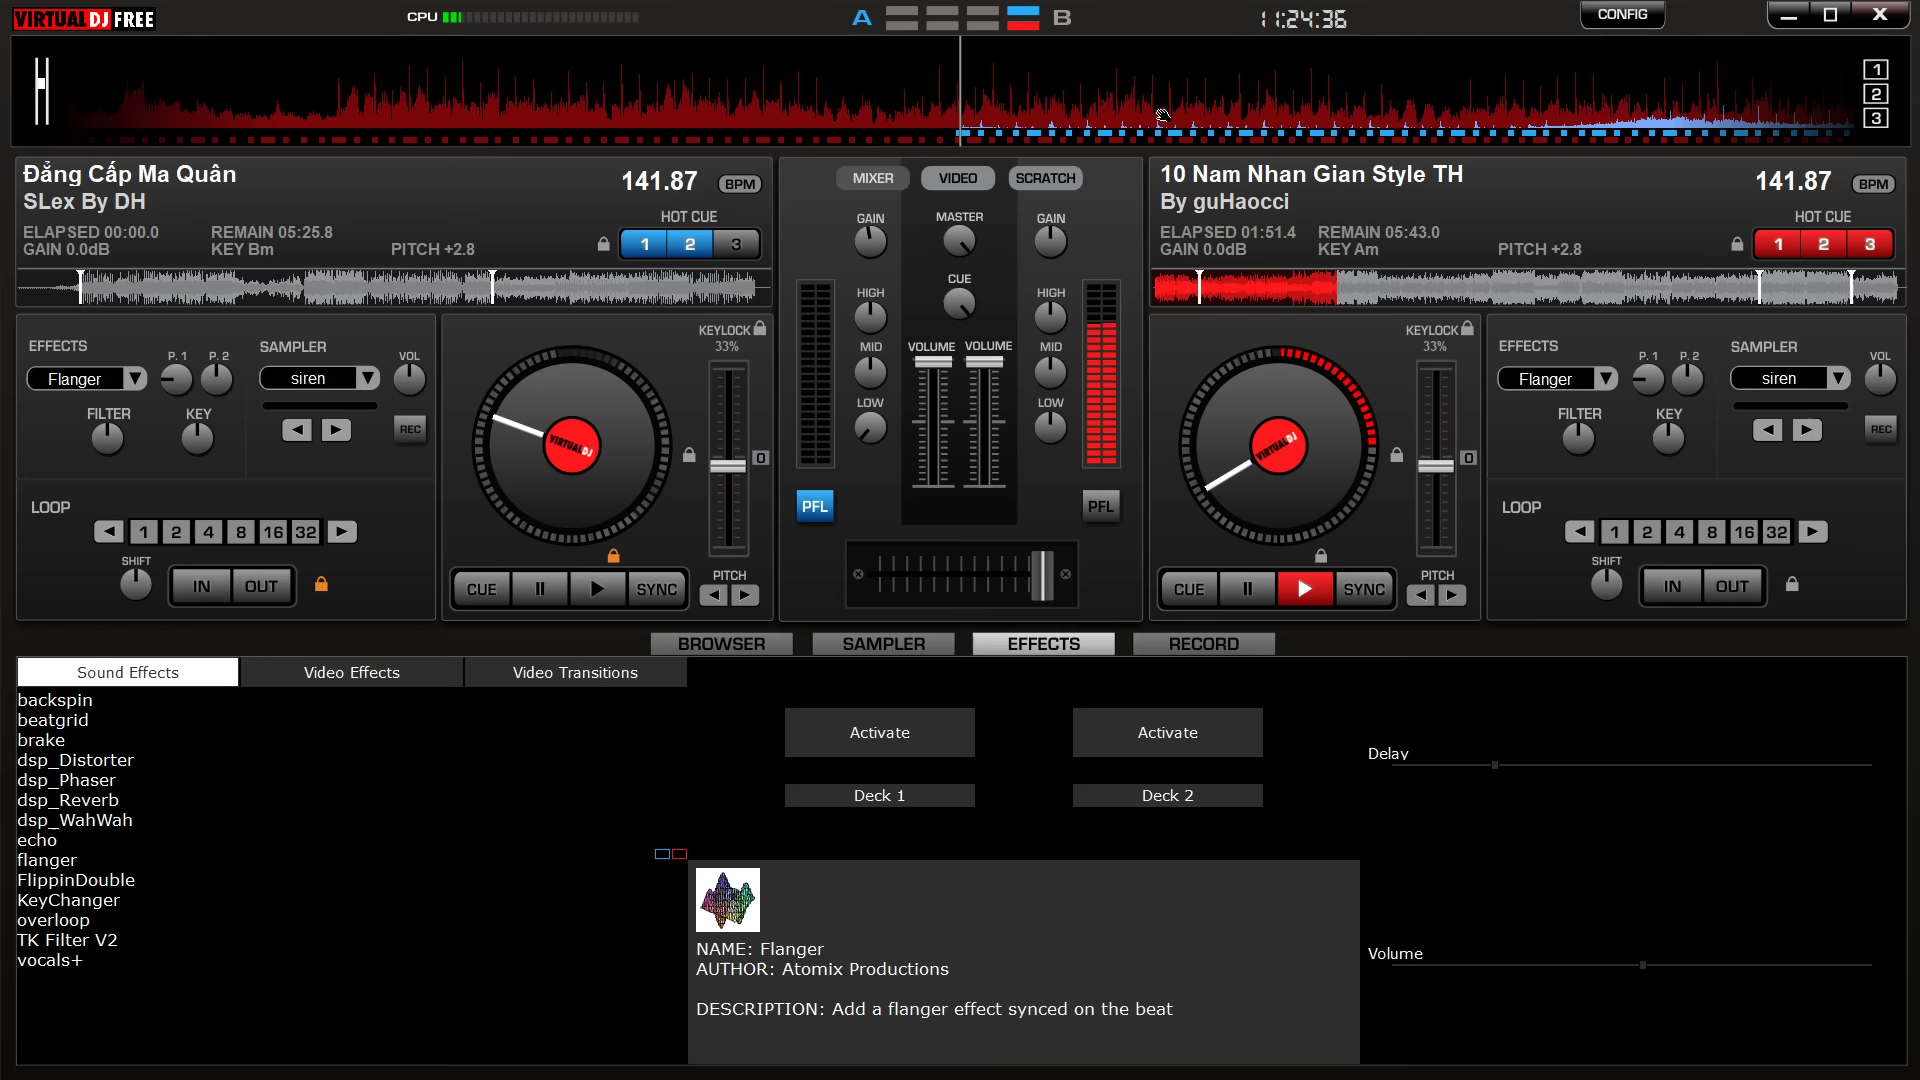 VIRTUAL DJ FREE
CPU
A B
11:24:36
CONFIG
1
2
3
Đẳng Cấp Ma Quân
SLex By DH
141.87 BPM
HOT CUE
ELAPSED 00:00.0 REMAIN 05:25.8
GAIN 0.0dB KEY Bm PITCH +2.8
1 2 3
MIXER VIDEO SCRATCH
10 Nam Nhan Gian Style TH
By guHaocci
141.87 BPM
HOT CUE
ELAPSED 01:51.4 REMAIN 05:43.0
GAIN 0.0dB KEY Am PITCH +2.8
1 2 3
EFFECTS
Flanger
P. 1 P. 2
SAMPLER
siren
VOL
FILTER KEY
REC
LOOP
1 2 4 8 16 32
SHIFT
IN OUT
KEYLOCK
33%
VIRTUAL DJ
0
CUE SYNC
PITCH
GAIN MASTER GAIN
CUE
HIGH HIGH
MID VOLUME VOLUME MID
LOW LOW
PFL PFL
KEYLOCK
33%
VIRTUAL DJ
0
CUE SYNC
PITCH
EFFECTS
Flanger
P. 1 P. 2
SAMPLER
siren
VOL
FILTER KEY
REC
LOOP
1 2 4 8 16 32
SHIFT
IN OUT
BROWSER SAMPLER EFFECTS RECORD
Sound Effects Video Effects Video Transitions
backspin
beatgrid
brake
dsp_Distorter
dsp_Phaser
dsp_Reverb
dsp_WahWah
echo
flanger
FlippinDouble
KeyChanger
overloop
TK Filter V2
vocals+
Activate Activate
Deck 1 Deck 2
Delay
Volume
NAME: Flanger
AUTHOR: Atomix Productions
DESCRIPTION: Add a flanger effect synced on the beat